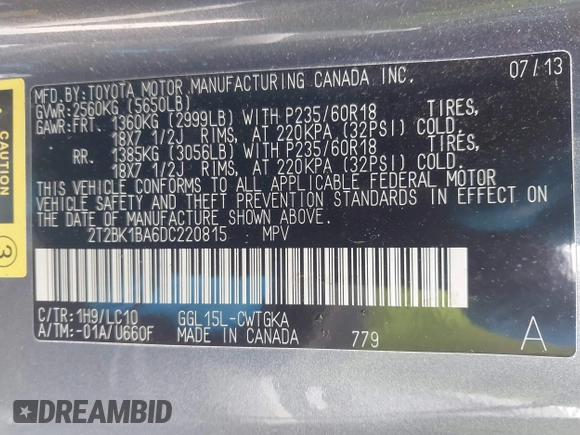 MFD.BY:TOYOTA MOTOR MANUFACTURING CANADA INC. 07/13
GVWR:2560KG (5650LB)
GAWR:FRT. 1360KG (2999LB) WITH P235/60R18 TIRES,
18X7 1/2J RIMS, AT 220KPA (32PSI) COLD.
RR. 1385KG (3056LB) WITH P235/60R18 TIRES,
18X7 1/2J RIMS, AT 220KPA (32PSI) COLD.
THIS VEHICLE CONFORMS TO ALL APPLICABLE FEDERAL MOTOR
VEHICLE SAFETY AND THEFT PREVENTION STANDARDS IN EFFECT ON
THE DATE OF MANUFACTURE SHOWN ABOVE.
2T2BK1BA6DC220815 MPV
C/TR:1H9/LC10 GGL15L-CWTGKA
A/TM:-01A/U660F MADE IN CANADA 779 A
CAUTION
3
DREAMBID